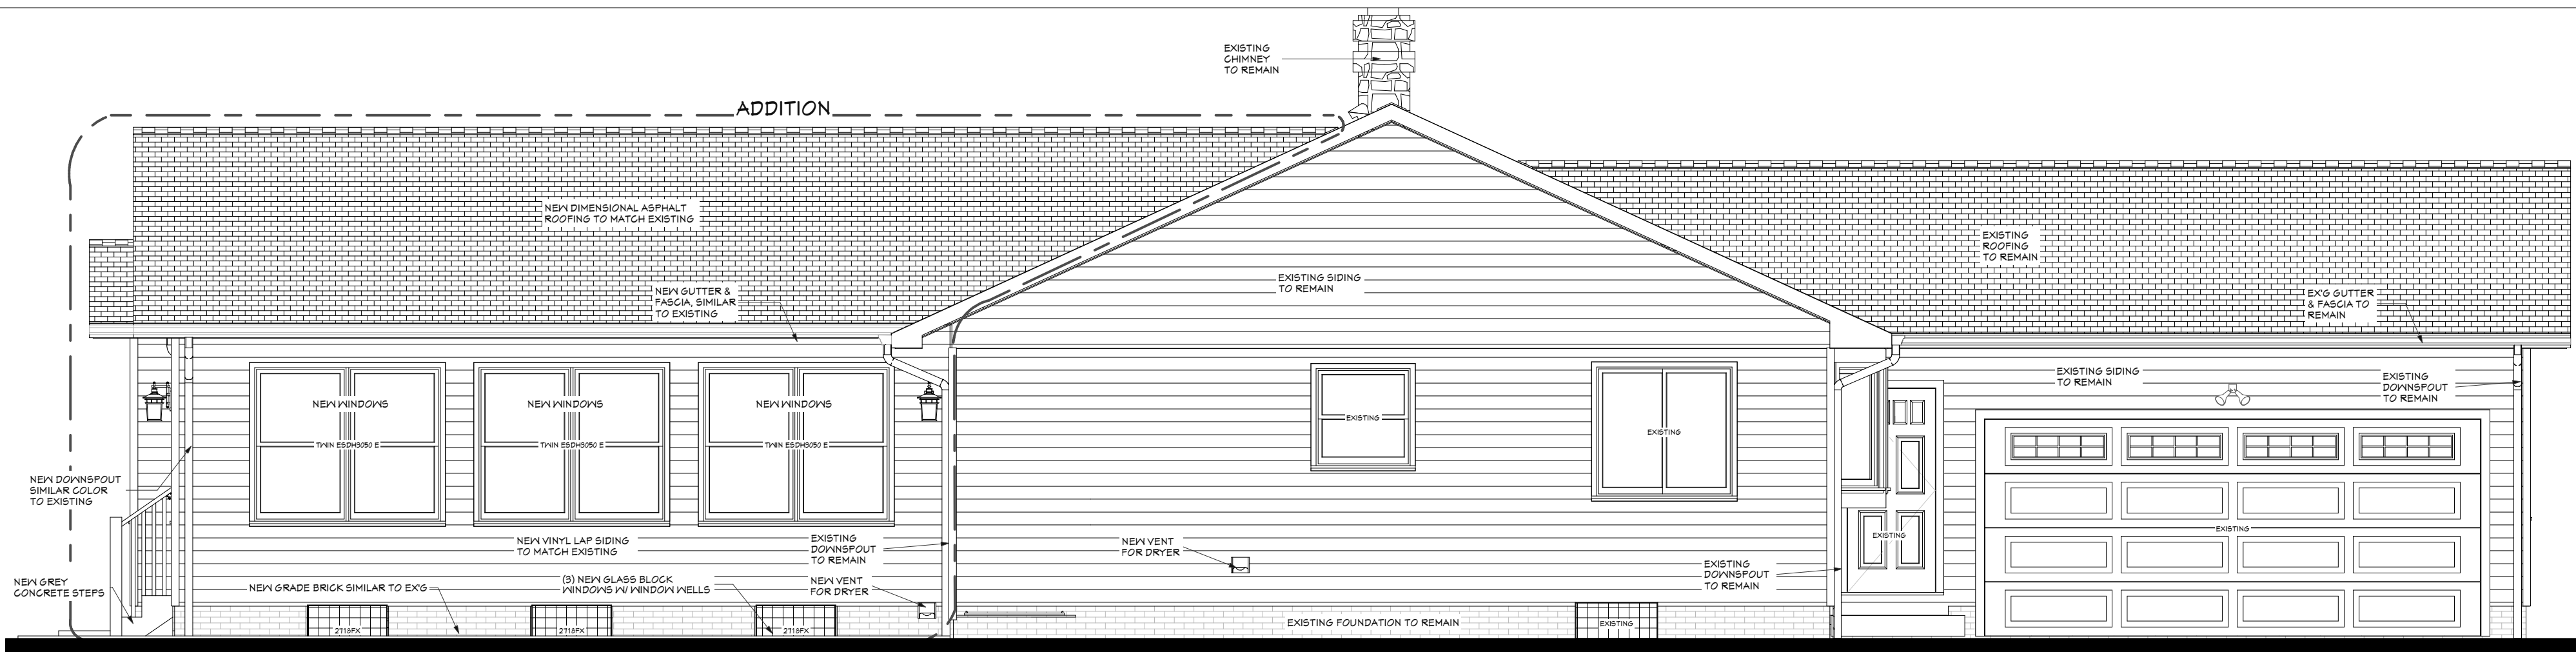 EXISTING
CHIMNEY
TO REMAIN
ADDITION
NEW DIMENSIONAL ASPHALT
ROOFING TO MATCH EXISTING
EXISTING
ROOFING
TO REMAIN
EXISTING SIDING
TO REMAIN
NEW GUTTER &
FASCIA, SIMILAR
TO EXISTING
EX'G GUTTER
& FASCIA TO
REMAIN
EXISTING SIDING
TO REMAIN
EXISTING
DOWNSPOUT
TO REMAIN
NEW WINDOWS
NEW WINDOWS
NEW WINDOWS
EXISTING
EXISTING
TWIN ESDH3050 E
TWIN ESDH3050 E
TWIN ESDH3050 E
NEW DOWNSPOUT
SIMILAR COLOR
TO EXISTING
EXISTING
EXISTING
NEW VINYL LAP SIDING
TO MATCH EXISTING
EXISTING
DOWNSPOUT
TO REMAIN
NEW VENT
FOR DRYER
EXISTING
DOWNSPOUT
TO REMAIN
NEW GREY
CONCRETE STEPS
NEW GRADE BRICK SIMILAR TO EX'G
(3) NEW GLASS BLOCK
WINDOWS W/ WINDOW WELLS
NEW VENT
FOR DRYER
EXISTING FOUNDATION TO REMAIN
EXISTING
2718FX
2718FX
2718FX